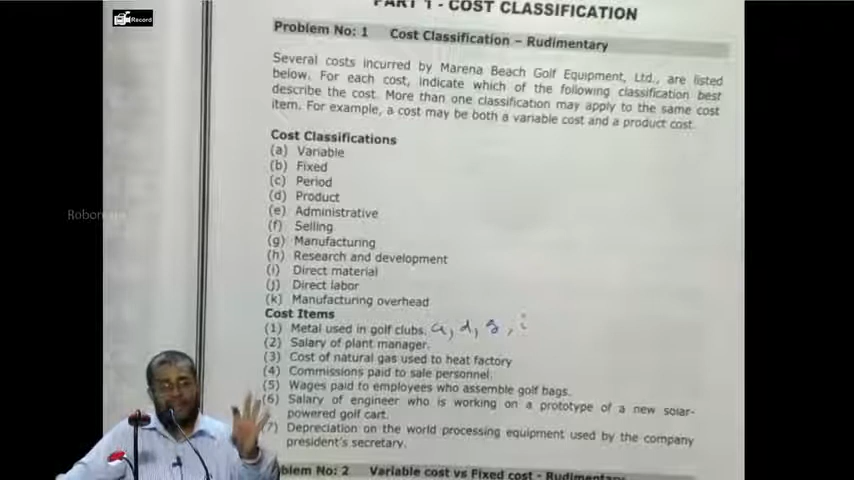 Record
PART 1 - COST CLASSIFICATION
Problem No: 1 Cost Classification – Rudimentary
Several costs incurred by Marena Beach Golf Equipment, Ltd., are listed
below. For each cost, indicate which of the following classification best
describe the cost. More than one classification may apply to the same cost
item. For example, a cost may be both a variable cost and a product cost.
Cost Classifications
(a) Variable
(b) Fixed
(c) Period
(d) Product
(e) Administrative
(f) Selling
(g) Manufacturing
(h) Research and development
(i) Direct material
(j) Direct labor
(k) Manufacturing overhead
Cost Items
(1) Metal used in golf clubs. a, d, g, i
(2) Salary of plant manager.
(3) Cost of natural gas used to heat factory
(4) Commissions paid to sale personnel.
(5) Wages paid to employees who assemble golf bags.
(6) Salary of engineer who is working on a prototype of a new solar-
powered golf cart.
7) Depreciation on the world processing equipment used by the company
president's secretary.
blem No: 2 Variable cost vs Fixed cost - Rudimentary